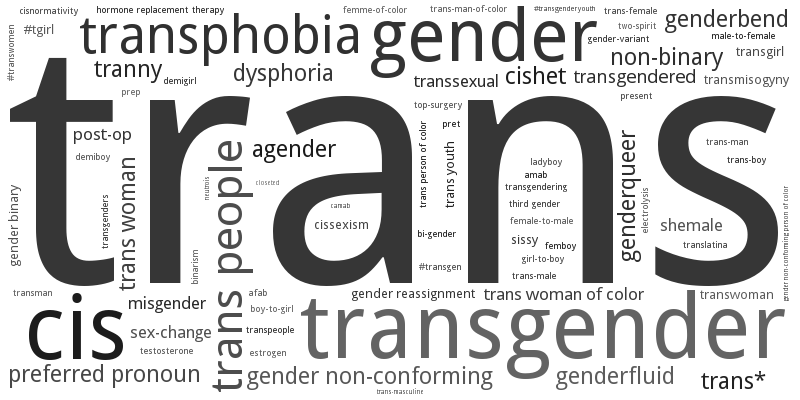 cisnormativity
hormone replacement therapy
femme-of-color
trans-man-of-color
#transgenderyouth
trans-female
genderbend
#tgirl
transphobia
gender
two-spirit
male-to-female
gender-variant
#transwomen
non-binary
transgirl
tranny
demigirl
dysphoria
transsexual
cishet
transgendered
transmisogyny
prep
top-surgery
present
trans
post-op
demiboy
agender
trans person of color
pret
trans youth
genderqueer
trans-man
trans-boy
ladyboy
amab
transgendering
third gender
female-to-male
sissy
femboy
girl-to-boy
trans-male
electrolysis
shemale
translatina
gender non-conforming person of color
gender binary
transgenders
trans woman
neutrois
closeted
trans people
camab
cissexism
bi-gender
#transgen
binarism
transman
misgender
afab
gender reassignment
trans woman of color
transwoman
cis
sex-change
boy-to-girl
transpeople
transgender
testosterone
estrogen
preferred pronoun
gender non-conforming
genderfluid
trans*
trans-masculine